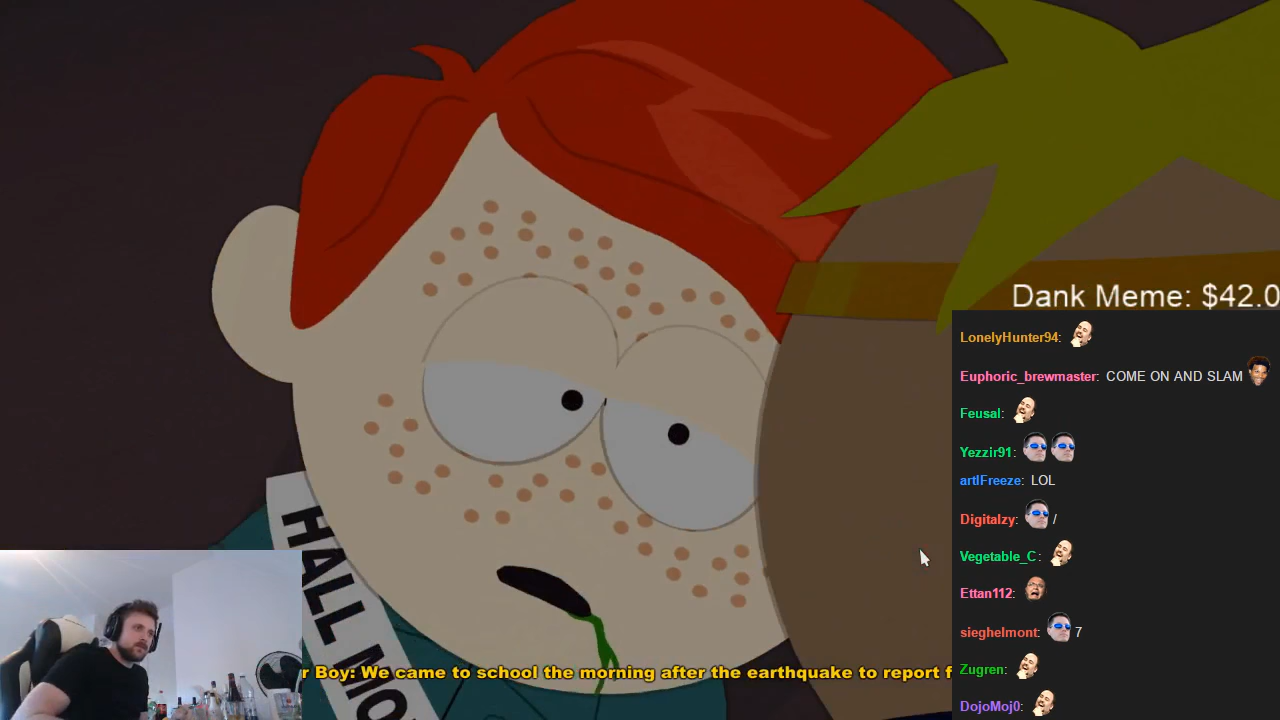 Dank Meme: $42.0
LonelyHunter94:
Euphoric_brewmaster: COME ON AND SLAM
Feusal:
Yezzir91:
artIFreeze: LOL
Digitalzy: /
Vegetable_C:
Ettan112:
sieghelmont: 7
Zugren:
DojoMoj0:
HALL MO
r Boy: We came to school the morning after the earthquake to report f